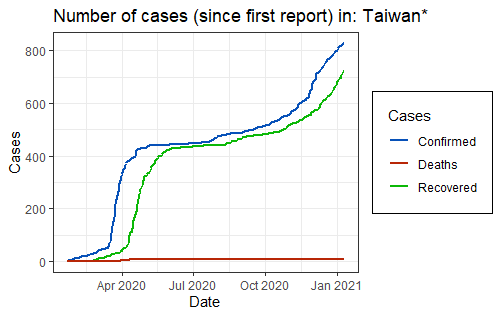 Number of cases (since first report) in: Taiwan*
Cases
800
600
400
200
0
Apr 2020 Jul 2020 Oct 2020 Jan 2021
Date
Cases
Confirmed
Deaths
Recovered